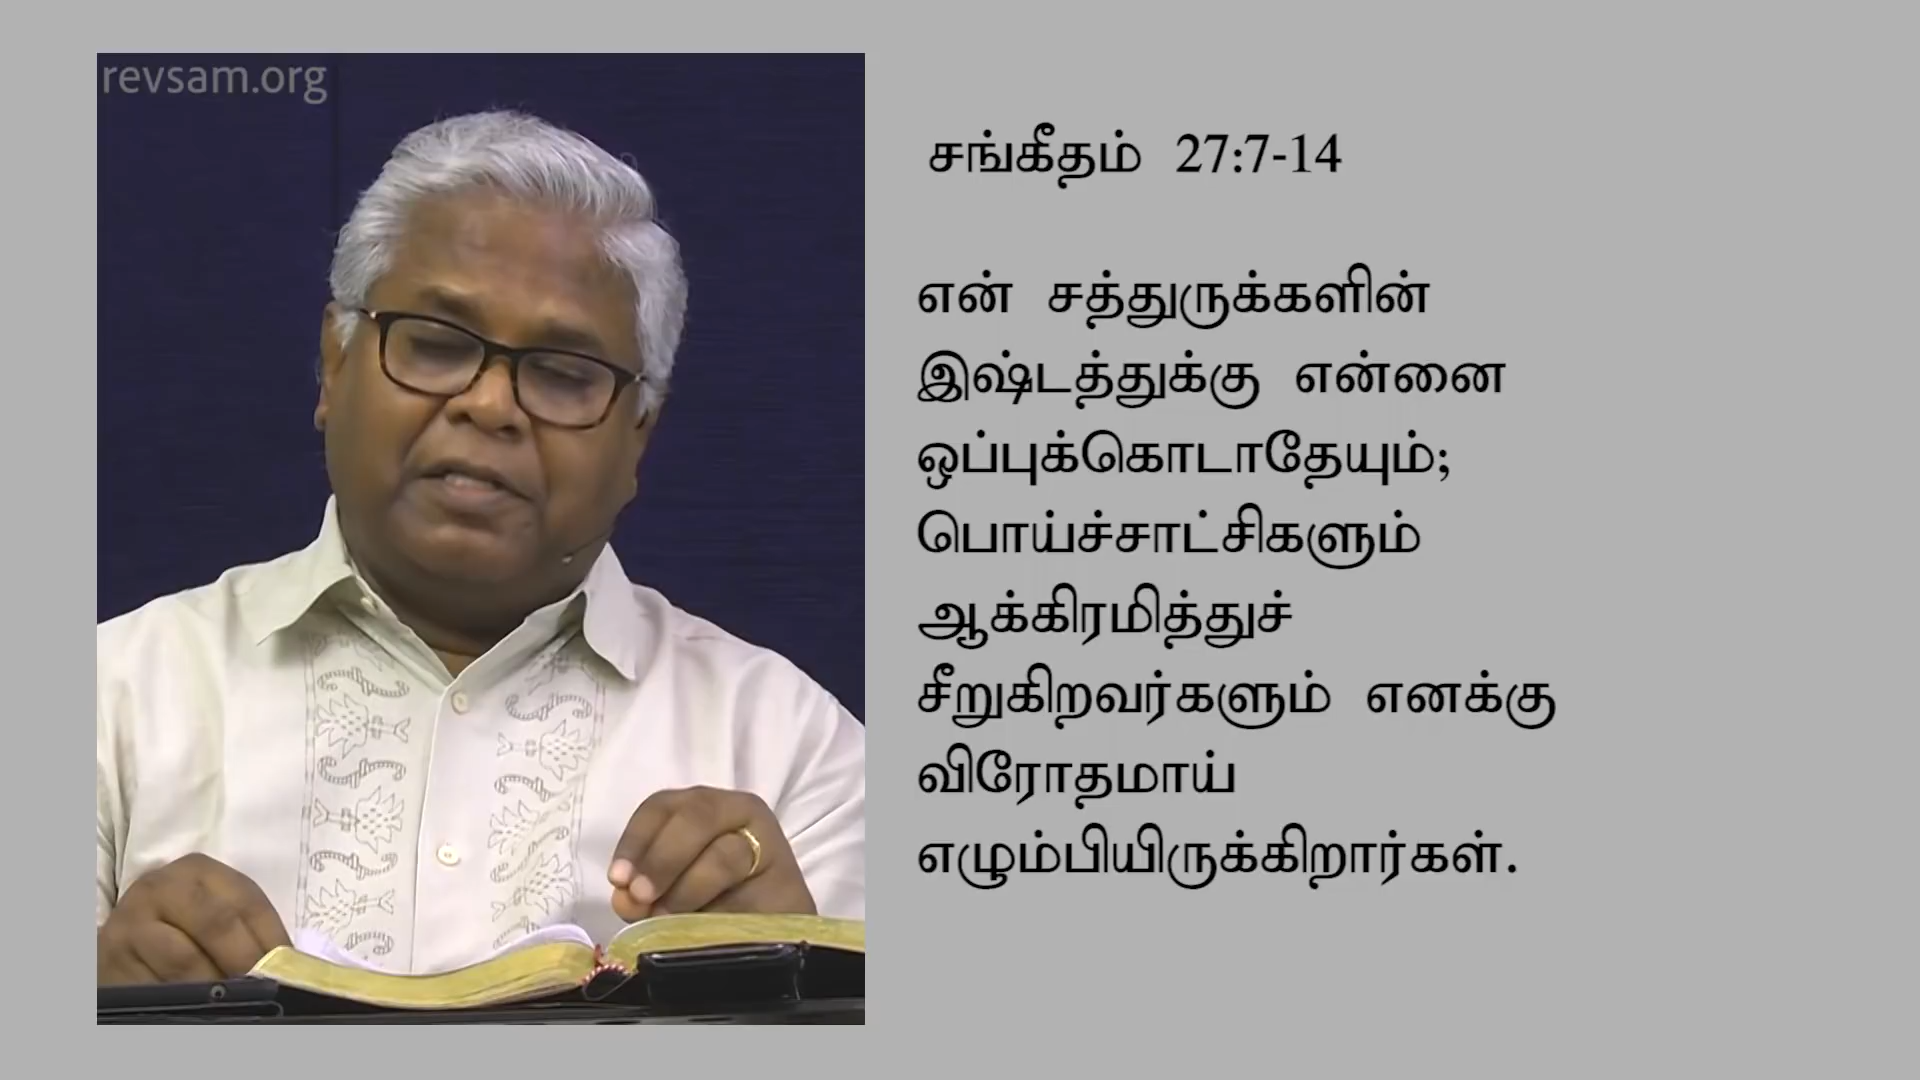 revsam.org
சங்கீதம் 27:7-14
என் சத்துருக்களின்
இஷ்டத்துக்கு என்னை
ஒப்புக்கொடாதேயும்;
பொய்ச்சாட்சிகளும்
ஆக்கிரமித்துச்
சீறுகிறவர்களும் எனக்கு
விரோதமாய்
எழும்பியிருக்கிறார்கள்.